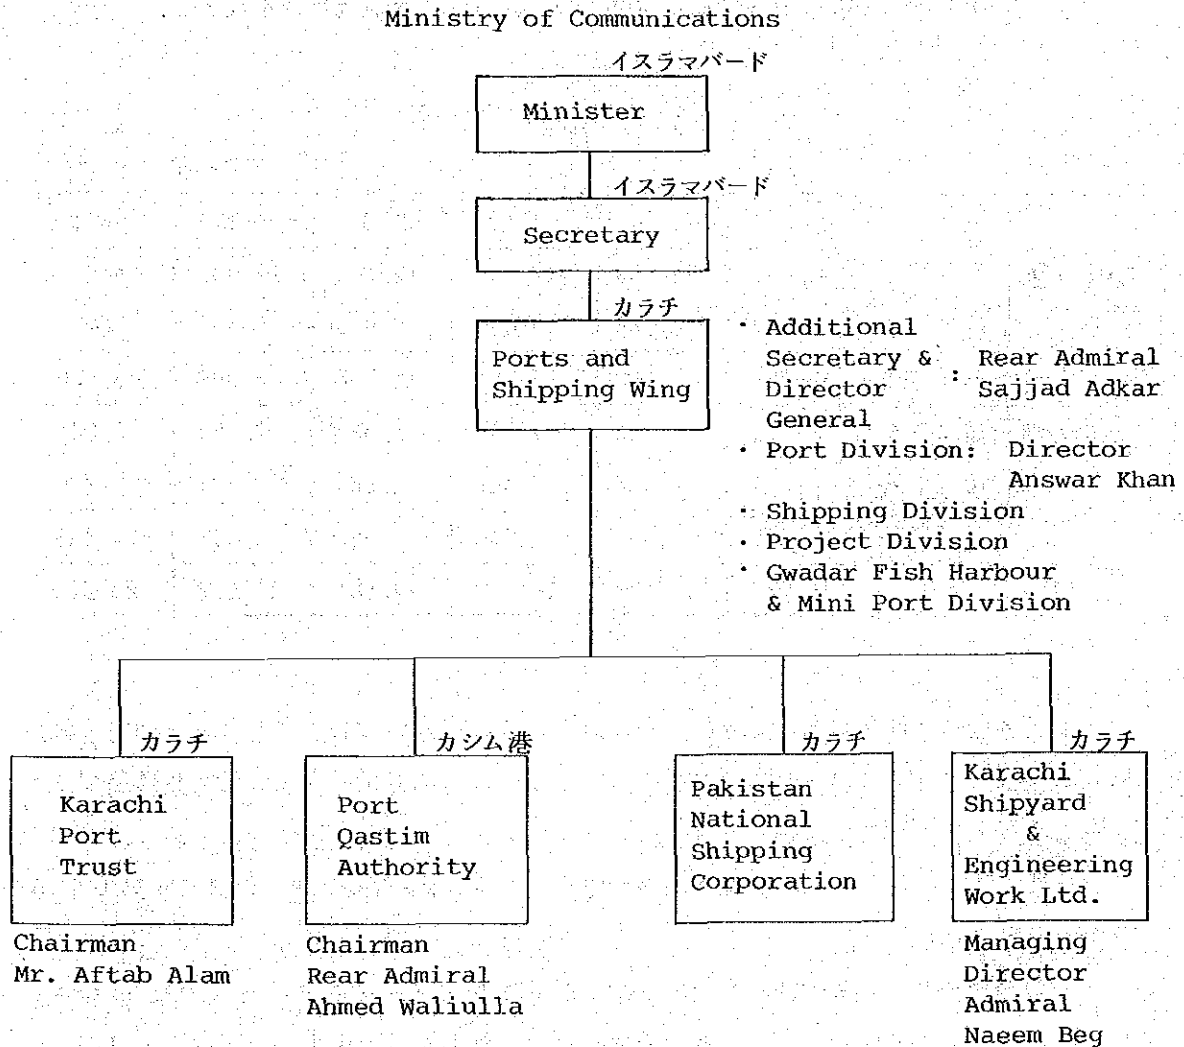 Ministry of Communications
イスラマバード
Minister
イスラマバード
Secretary
カラチ
Ports and
Shipping Wing
・ Additional
Secretary &
Director
General
: Rear Admiral
Sajjad Adkar
・ Port Division: Director
Answar Khan
・ Shipping Division
・ Project Division
・ Gwadar Fish Harbour
& Mini Port Division
カラチ
Karachi
Port
Trust
Chairman
Mr. Aftab Alam
カシム港
Port
Qastim
Authority
Chairman
Rear Admiral
Ahmed Waliulla
カラチ
Pakistan
National
Shipping
Corporation
カラチ
Karachi
Shipyard
&
Engineering
Work Ltd.
Managing
Director
Admiral
Naeem Beg